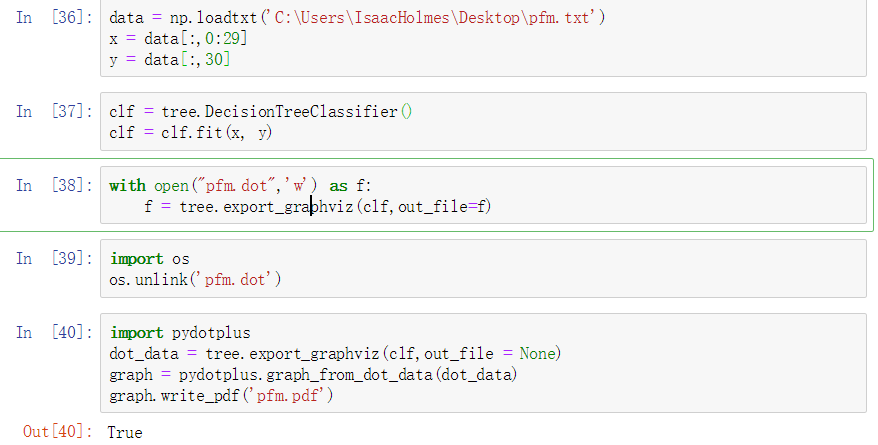 In [36]: data = np.loadtxt('C:\Users\IsaacHolmes\Desktop\pfm.txt')
x = data[:,0:29]
y = data[:,30]
In [37]: clf = tree.DecisionTreeClassifier()
clf = clf.fit(x, y)
In [38]: with open("pfm.dot",'w') as f:
f = tree.export_graphviz(clf,out_file=f)
In [39]: import os
os.unlink('pfm.dot')
In [40]: import pydotplus
dot_data = tree.export_graphviz(clf,out_file = None)
graph = pydotplus.graph_from_dot_data(dot_data)
graph.write_pdf('pfm.pdf')
Out[40]: True